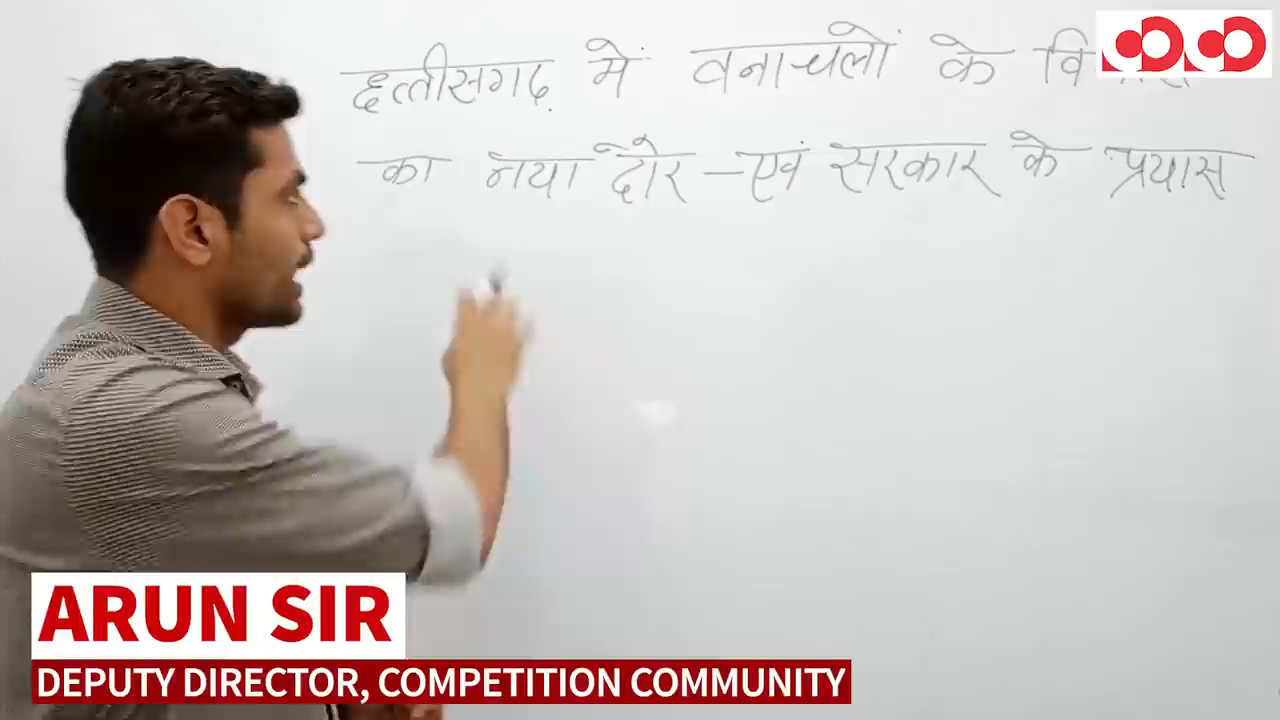 छत्तीसगढ़ में वनाचलों के
का नया दौर - एवं सरकार के प्रयास
ARUN SIR
DEPUTY DIRECTOR, COMPETITION COMMUNITY